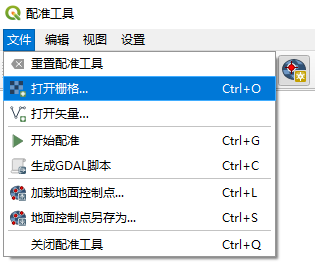 配准工具
文件 编辑 视图 设置
重置配准工具
打开栅格... Ctrl+O
打开矢量...
开始配准 Ctrl+G
生成GDAL脚本 Ctrl+C
加载地面控制点... Ctrl+L
地面控制点另存为... Ctrl+S
关闭配准工具 Ctrl+Q